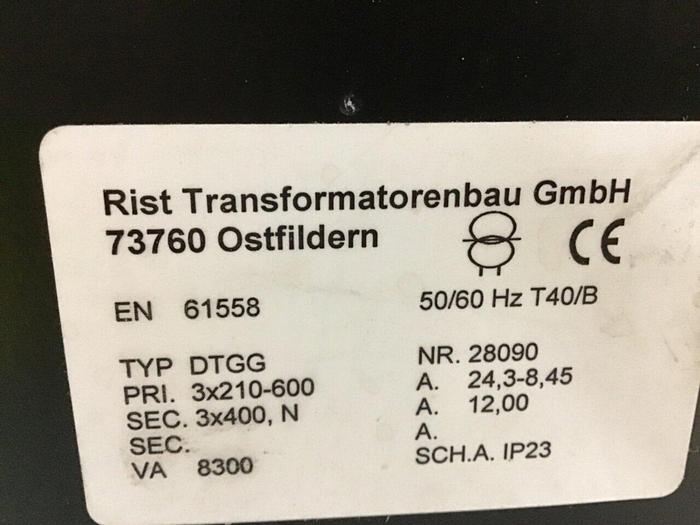 Rist Transformatorenbau GmbH
73760 Ostfildern CE
EN 61558 50/60 Hz T40/B
TYP DTGG NR. 28090
PRI. 3x210-600 A. 24,3-8,45
SEC. 3x400, N A. 12,00
SEC. A.
VA 8300 SCH.A. IP23